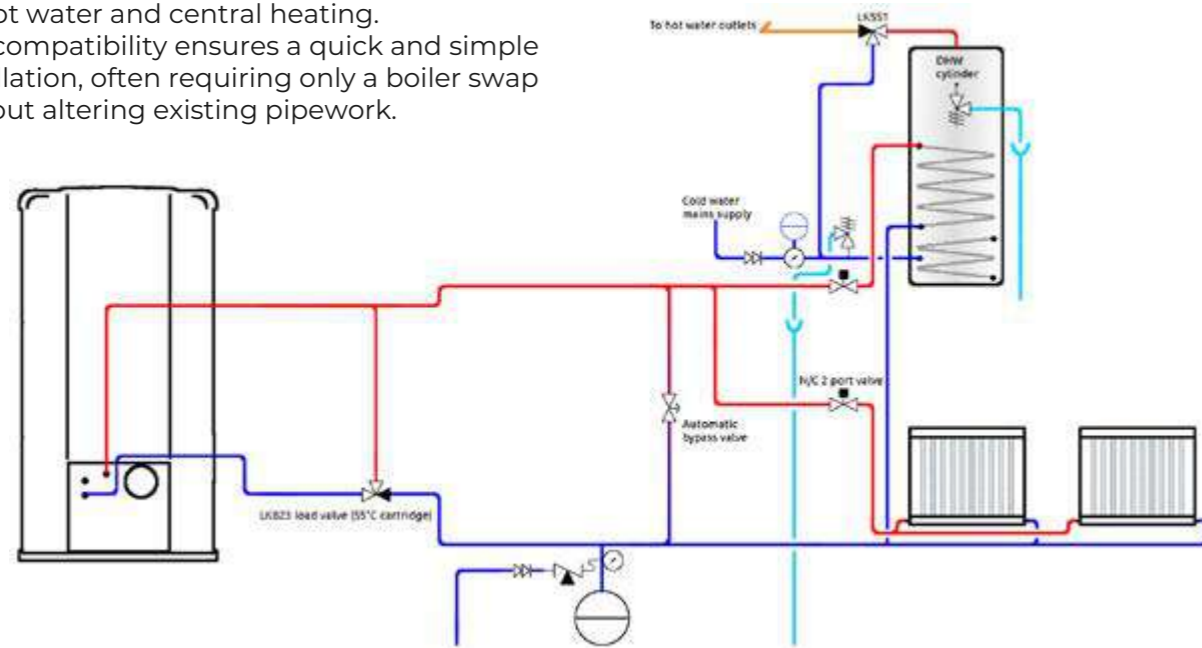 ot water and central heating.
compatibility ensures a quick and simple
lation, often requiring only a boiler swap
out altering existing pipework.
To hot water outlets
LK551
DHW
cylinder
Cold water
mains supply
N/C 2 port valve
Automatic
bypass valve
LK823 load valve (55°C cartridge)